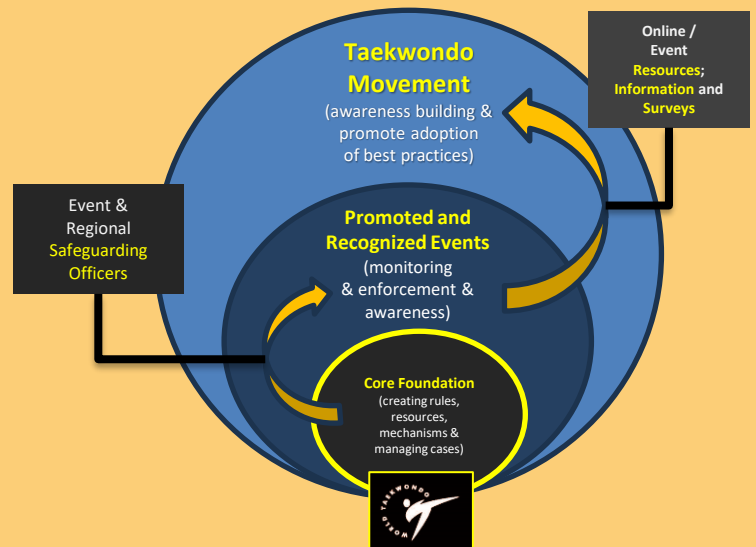 Taekwondo
Movement
(awareness building &
promote adoption
of best practices)
Online /
Event
Resources;
Information and
Surveys
Event &
Regional
Safeguarding
Officers
Promoted and
Recognized Events
(monitoring
& enforcement &
awareness)
Core Foundation
(creating rules,
resources,
mechanisms &
managing cases)
WORLD TAEKWONDO